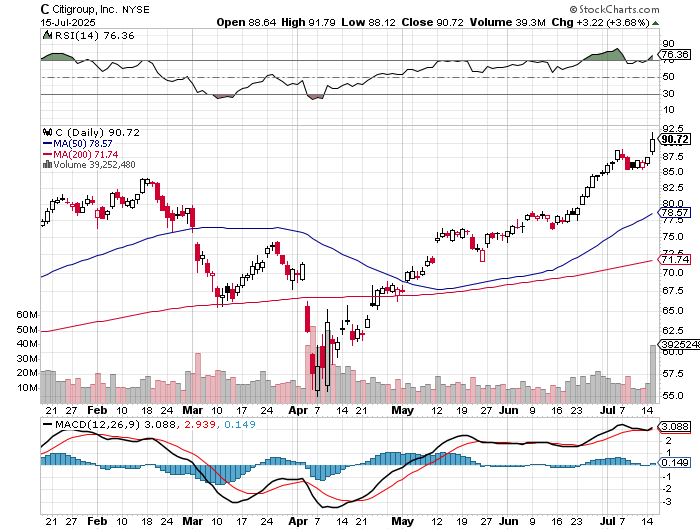 C Citigroup, Inc. NYSE © StockCharts.com
15-Jul-2025 Open 88.64 High 91.79 Low 88.12 Close 90.72 Volume 39.3M Chg +3.22 (+3.68%)
RSI(14) 76.36
90
76.36
70
50
30
10
C (Daily) 90.72
MA(50) 78.57
MA(200) 71.74
Volume 39,252,480
92.5
90.72
87.5
85.0
82.5
80.0
78.57
77.5
75.0
72.5
71.74
70.0
67.5
65.0
62.5
60.0
57.5
55.0
60M
50M
40M
30M
20M
10M
3925248
21 27 Feb 10 18 24 Mar 10 17 24 Apr 7 14 21 May 12 19 27 Jun 9 16 23 Jul 7 14
MACD(12,26,9) 3.088, 2.939, 0.149
3.088
2
1
0.149
-1
-2
-3
21 27 Feb 10 18 24 Mar 10 17 24 Apr 7 14 21 May 12 19 27 Jun 9 16 23 Jul 7 14